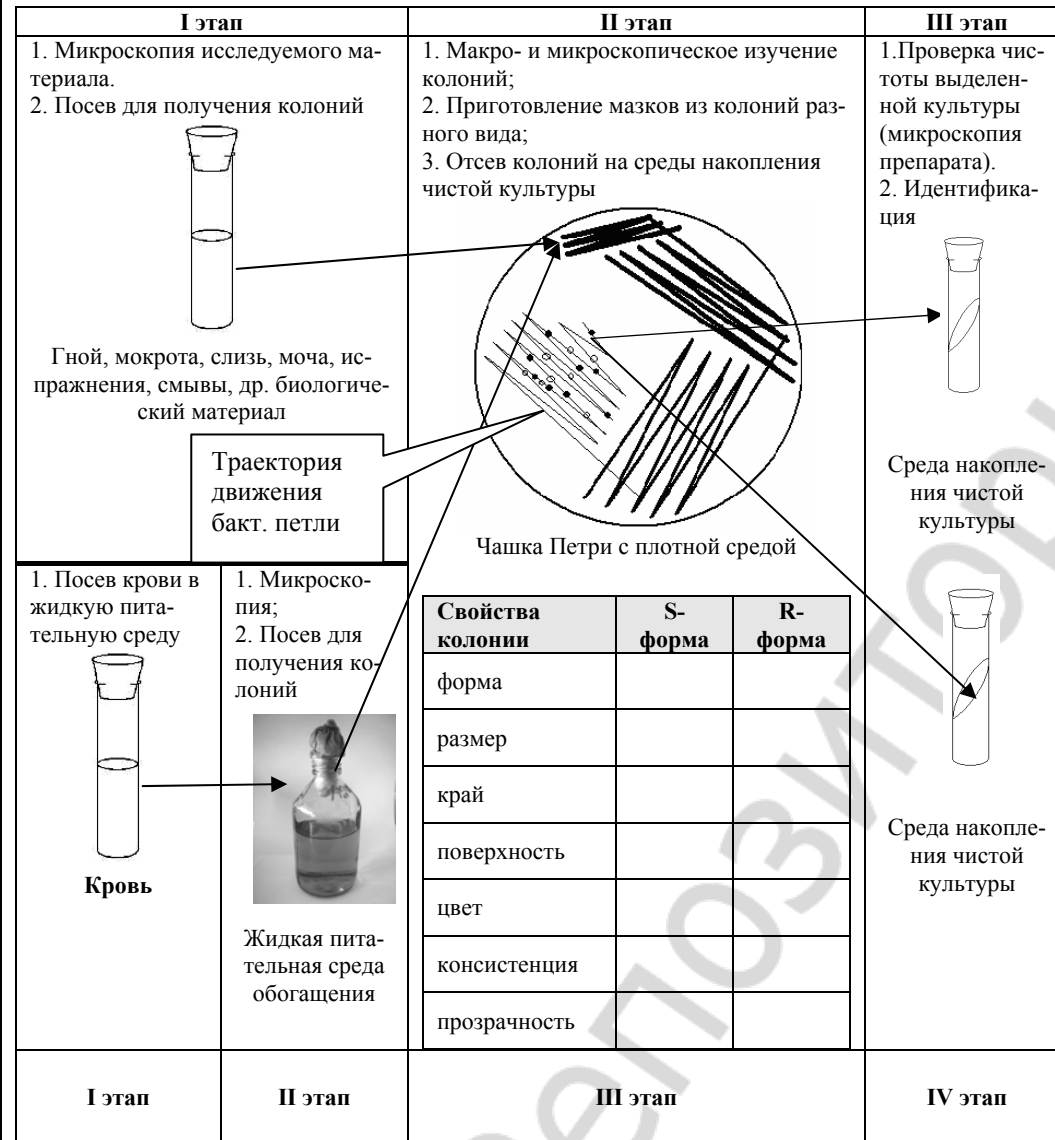 I этап
1. Микроскопия исследуемого ма-
териала.
2. Посев для получения колоний
Гной, мокрота, слизь, моча, ис-
пражнения, смывы, др. биологиче-
ский материал
Траектория
движения
бакт. петли
II этап
1. Макро- и микроскопическое изучение
колоний;
2. Приготовление мазков из колоний раз-
ного вида;
3. Отсев колоний на среды накопления
чистой культуры
Чашка Петри с плотной средой
III этап
1.Проверка чис-
тоты выделен-
ной культуры
(микроскопия
препарата).
2. Идентифика-
ция
Среда накопле-
ния чистой
культуры
Среда накопле-
ния чистой
культуры
1. Посев крови в
жидкую пита-
тельную среду
Кровь
1. Микроско-
пия;
2. Посев для
получения ко-
лоний
Жидкая пита-
тельная среда
обогащения
Свойства
колонии
S-
форма
R-
форма
форма
размер
край
поверхность
цвет
консистенция
прозрачность
I этап
II этап
III этап
IV этап